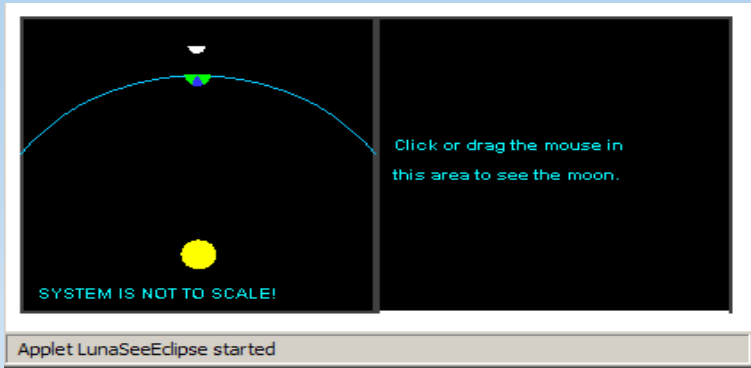 SYSTEM IS NOT TO SCALE!
Click or drag the mouse in
this area to see the moon.
Applet LunaSeeEclipse started